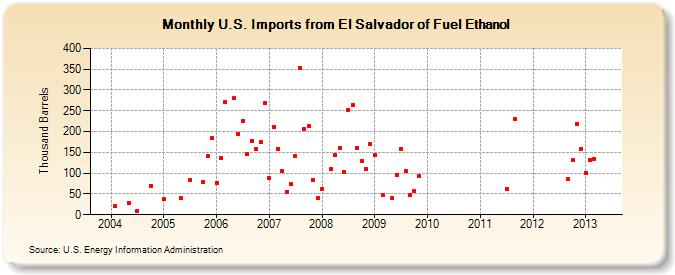 Monthly U.S. Imports from El Salvador of Fuel Ethanol
Thousand Barrels
400
350
300
250
200
150
100
50
0
2004 2005 2006 2007 2008 2009 2010 2011 2012 2013
Source: U.S. Energy Information Administration